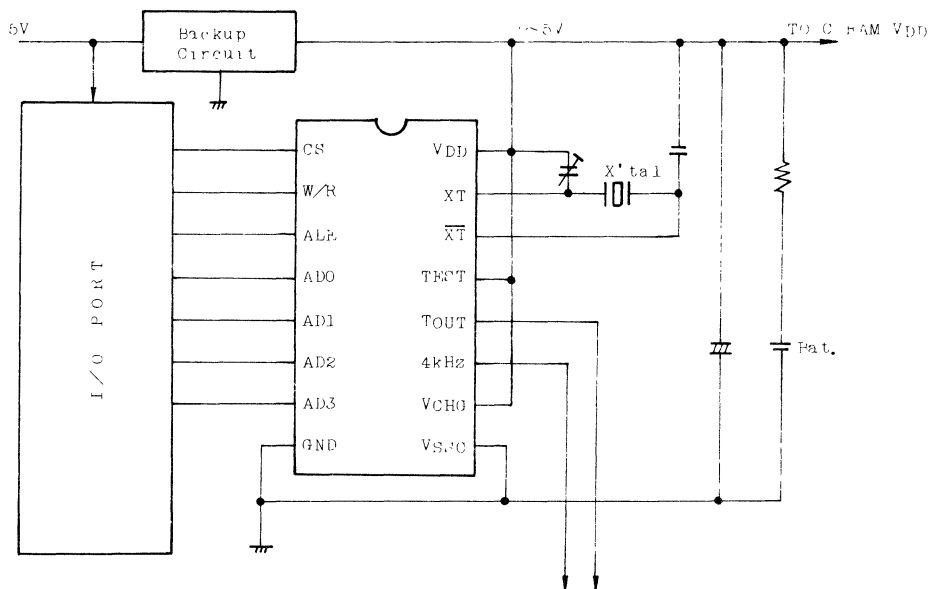 5V
Backup
Circuit
TO C RAM VDD
I/O PORT
CS
W/R
ALE
AD0
AD1
AD2
AD3
GND
VDD
XT
XT
TEST
TOUT
4kHz
VCHG
X'tal
Bat.